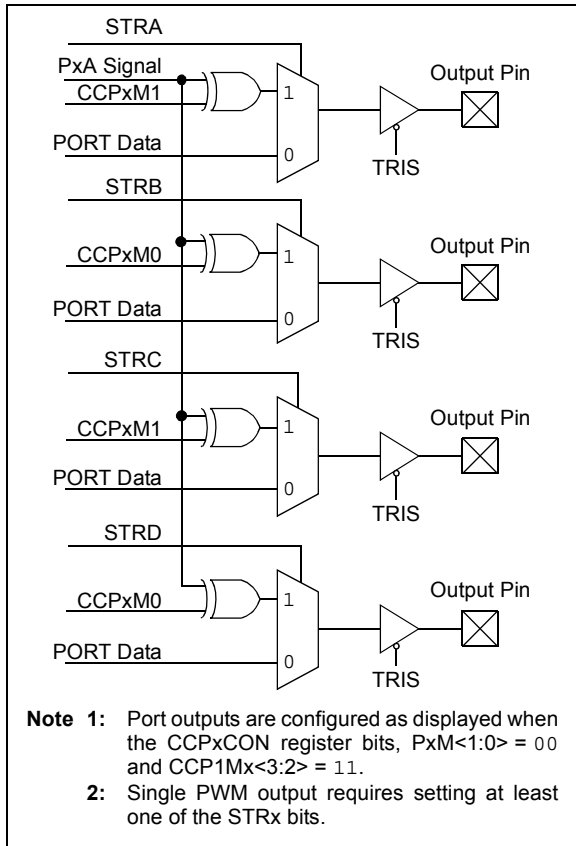 STRA
PxA Signal
CCPxM1
1
Output Pin
PORT Data
0
TRIS
STRB
CCPxM0
1
Output Pin
PORT Data
0
TRIS
STRC
CCPxM1
1
Output Pin
PORT Data
0
TRIS
STRD
CCPxM0
1
Output Pin
PORT Data
0
TRIS
Note 1: Port outputs are configured as displayed when
the CCPxCON register bits, PxM<1:0> = 00
and CCP1Mx<3:2> = 11.
2: Single PWM output requires setting at least
one of the STRx bits.